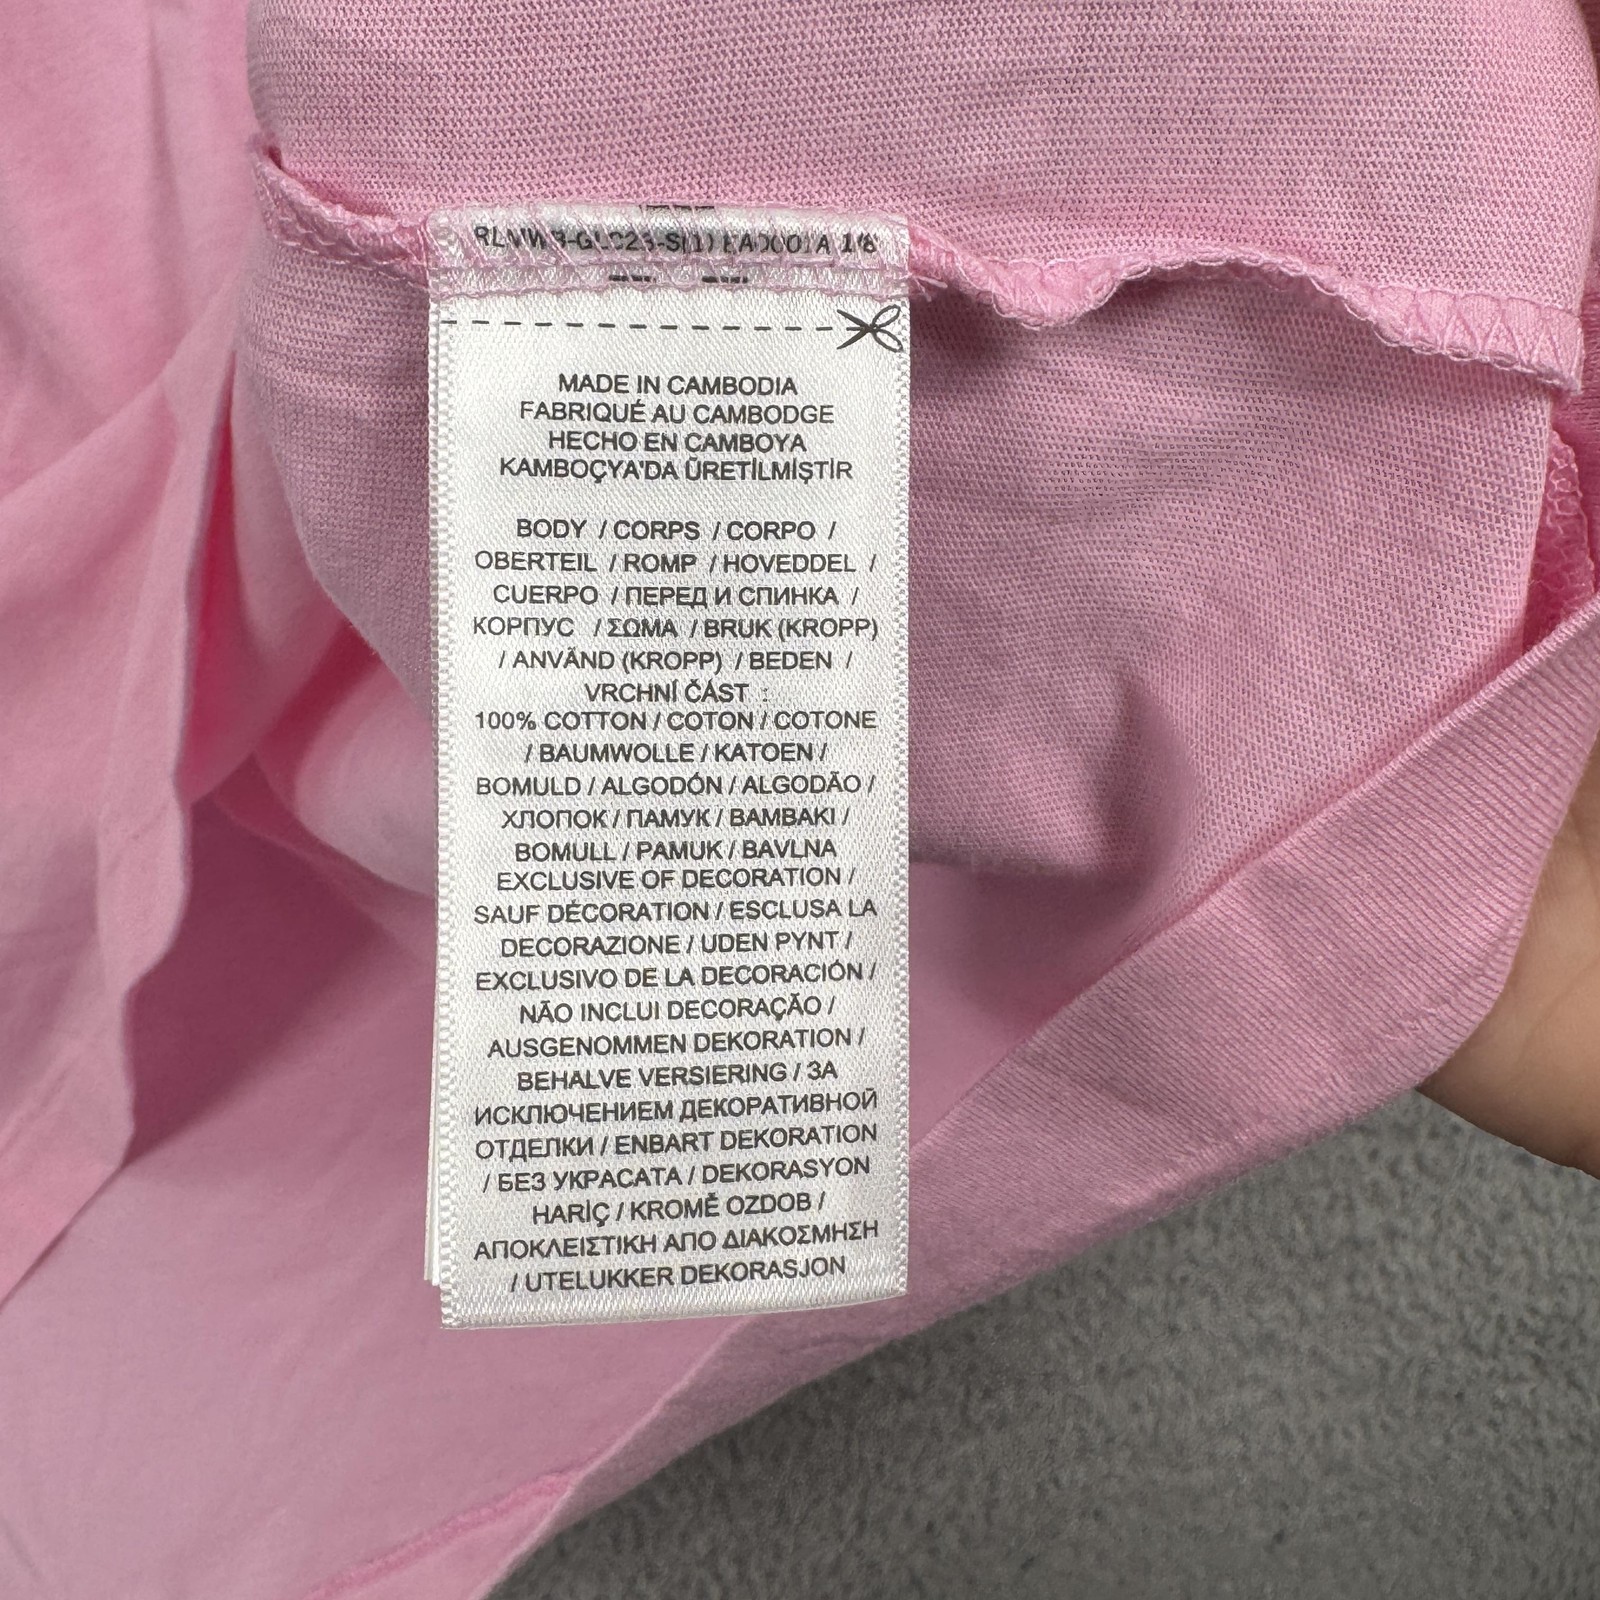 MADE IN CAMBODIA
FABRIQUÉ AU CAMBODGE
HECHO EN CAMBOYA
KAMBOÇYA'DA ÜRETİLMİŞTİR
BODY / CORPS / CORPO /
OBERTEIL / ROMP / HOVEDDEL /
CUERPO / ПЕРЕД И СПИНКА /
КОРПУС / ΣΩΜΑ / BRUK (KROPP)
/ ANVÄND (KROPP) / BEDEN /
VRCHNÍ ČÁST :
100% COTTON / COTON / COTONE
/ BAUMWOLLE / KATOEN /
BOMULD / ALGODÓN / ALGODÃO /
ХЛОПОК / ПАМУК / ΒΑΜΒΑΚΙ /
BOMULL / PAMUK / BAVLNA
EXCLUSIVE OF DECORATION /
SAUF DÉCORATION / ESCLUSA LA
DECORAZIONE / UDEN PYNT /
EXCLUSIVO DE LA DECORACIÓN /
NÃO INCLUI DECORAÇÃO /
AUSGENOMMEN DEKORATION /
BEHALVE VERSIERING / ЗА
ИСКЛЮЧЕНИЕМ ДЕКОРАТИВНОЙ
ОТДЕЛКИ / ENBART DEKORATION
/ БЕЗ УКРАСАТА / DEKORASYON
HARİÇ / KROMĚ OZDOB /
ΑΠΟΚΛΕΙΣΤΙΚΗ ΑΠΟ ΔΙΑΚΟΣΜΗΣΗ
/ UTELUKKER DEKORASJON